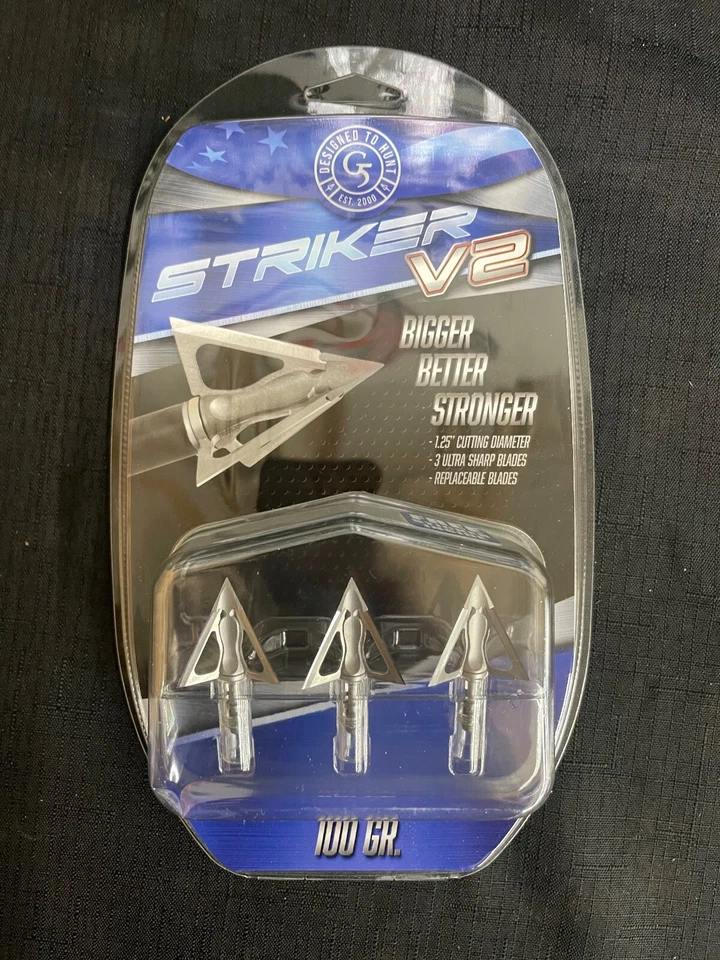 DESIGNED TO HUNT
G5
EST. 2000
STRIKER
V2
BIGGER
BETTER
STRONGER
- 1.25" CUTTING DIAMETER
- 3 ULTRA SHARP BLADES
- REPLACEABLE BLADES
100 GR.